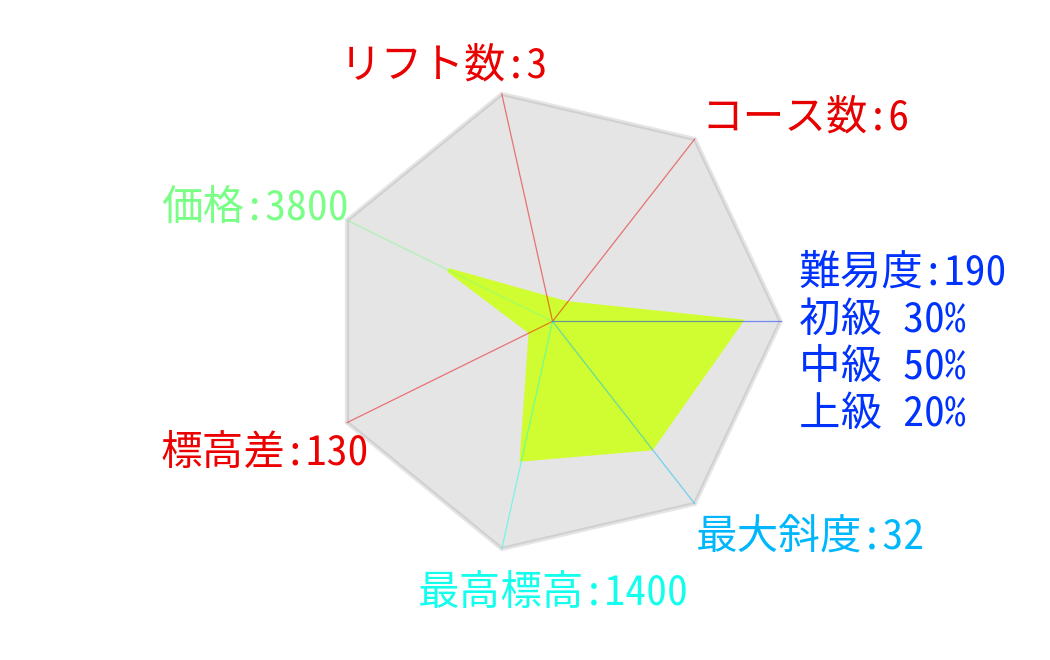 リフト数:3
コース数:6
価格:3800
難易度:190
初級 30%
中級 50%
上級 20%
標高差:130
最大斜度:32
最高標高:1400